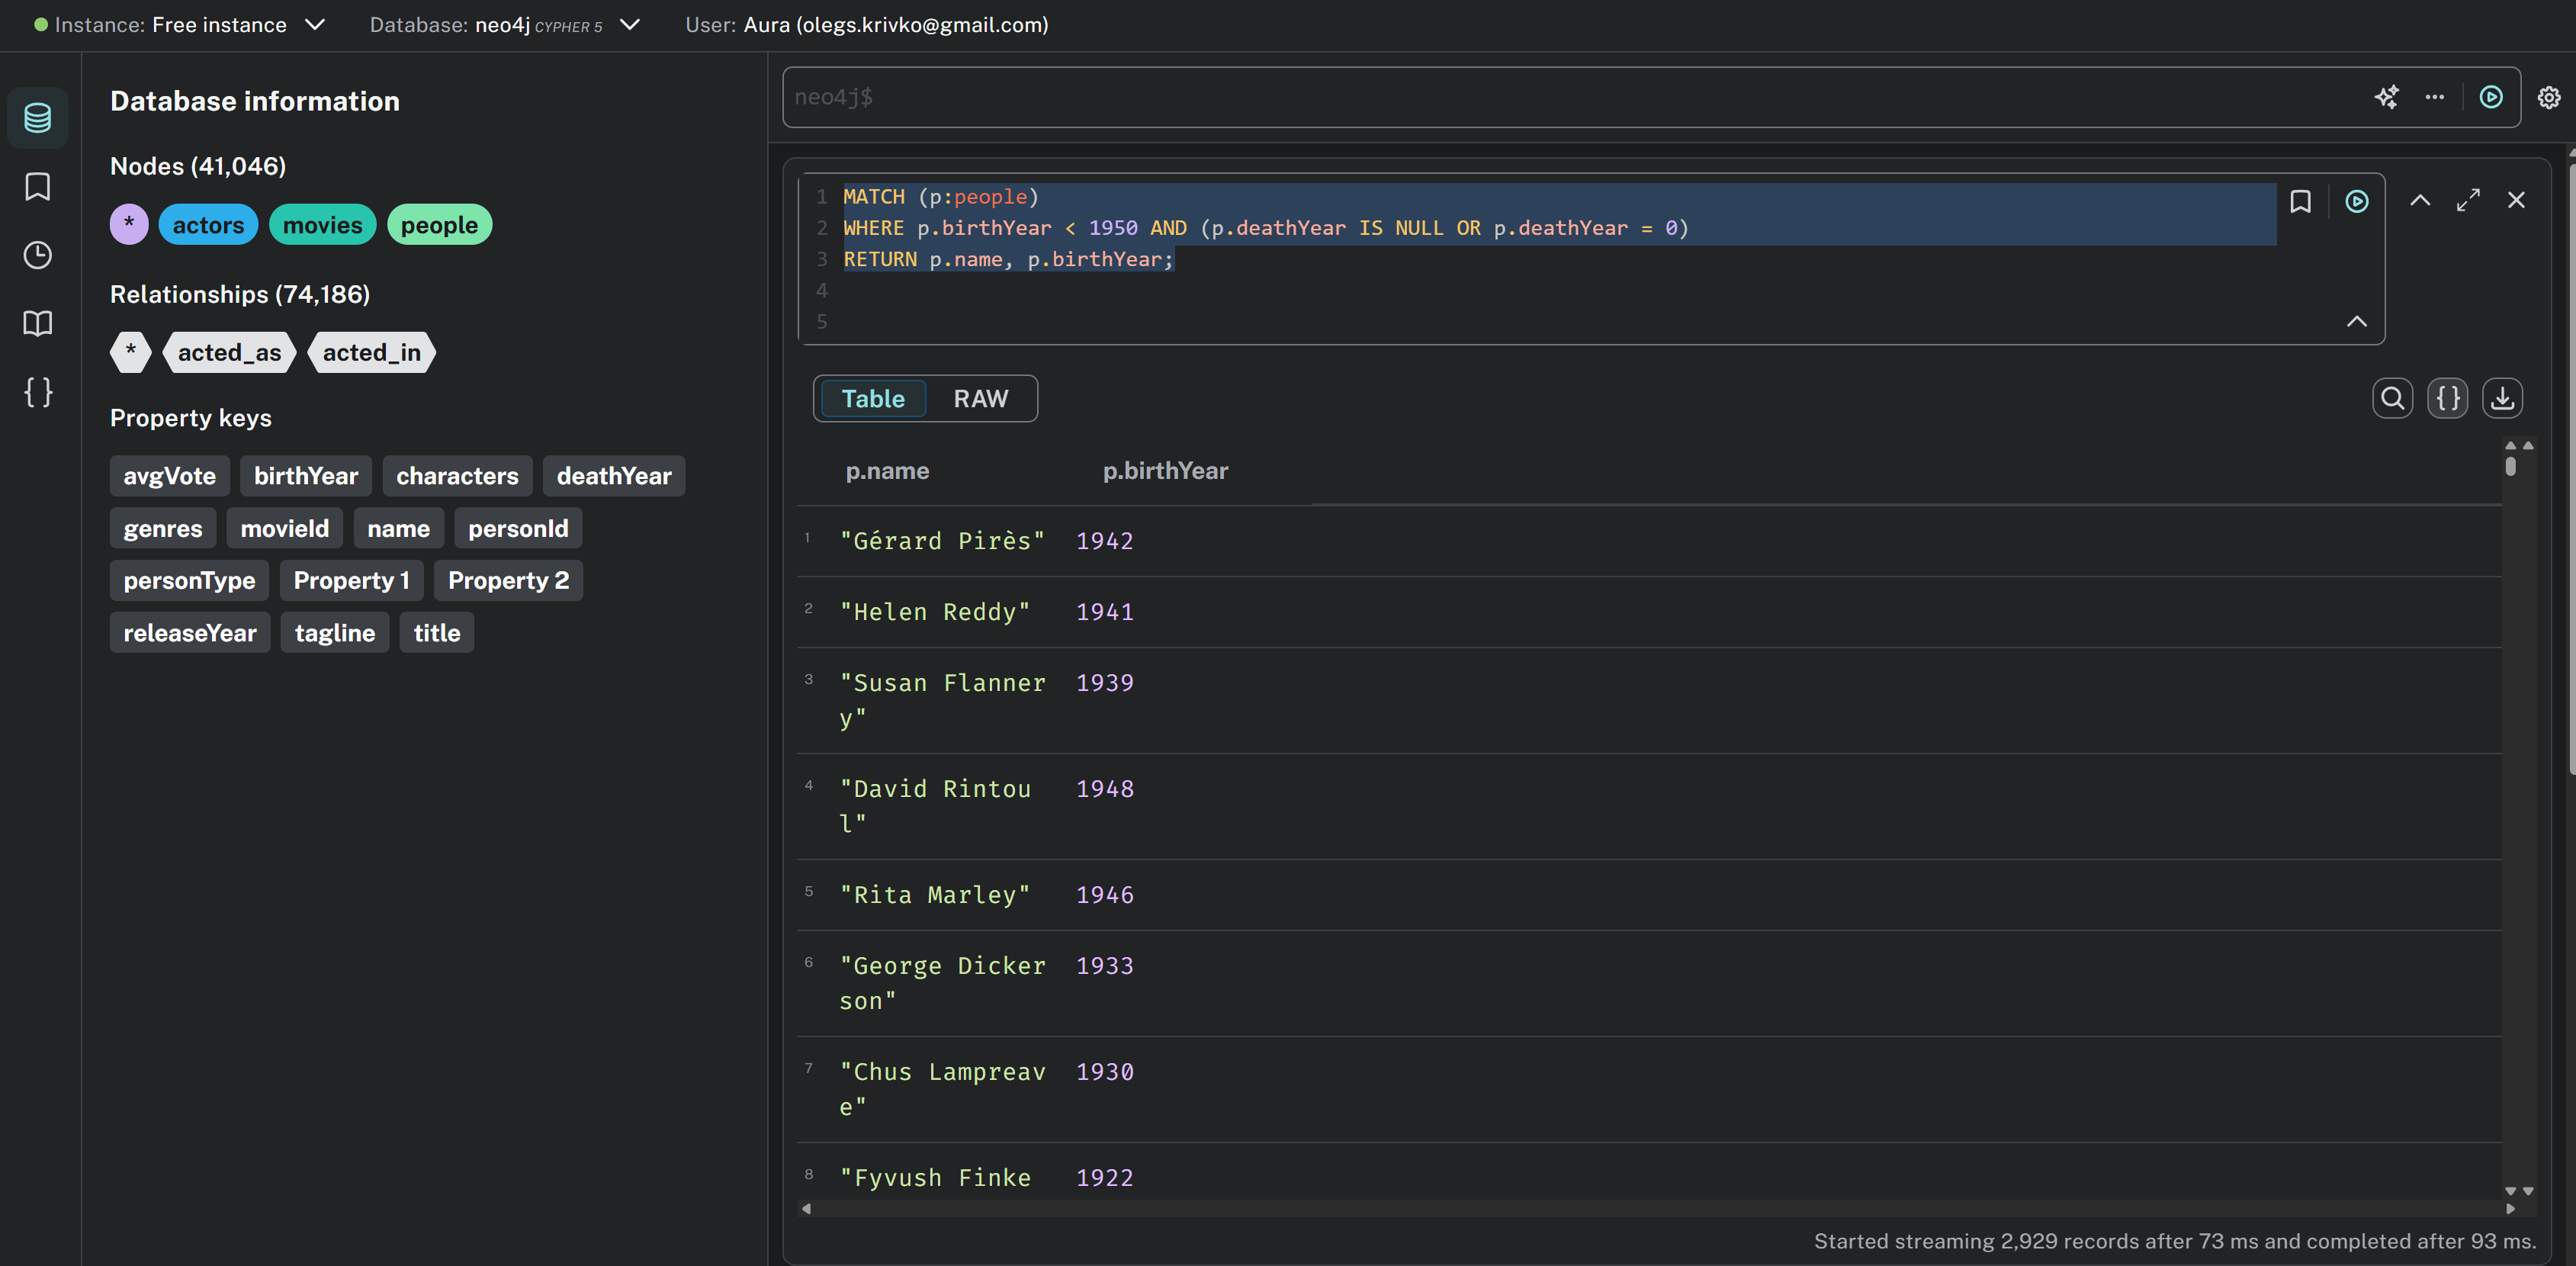 Instance: Free instance Database: neo4j CYPHER 5 User: Aura (olegs.krivko@gmail.com)
Database information
Nodes (41,046)
* actors movies people
Relationships (74,186)
* acted_as acted_in
Property keys
avgVote birthYear characters deathYear
genres movieId name personId
personType Property 1 Property 2
releaseYear tagline title
neo4j$
1 MATCH (p:people)
2 WHERE p.birthYear < 1950 AND (p.deathYear IS NULL OR p.deathYear = 0)
3 RETURN p.name, p.birthYear;
4
5
Table RAW
p.name p.birthYear
1 "Gérard Pirès" 1942
2 "Helen Reddy" 1941
3 "Susan Flanner 1939
y"
4 "David Rintou 1948
l"
5 "Rita Marley" 1946
6 "George Dicker 1933
son"
7 "Chus Lampreav 1930
e"
8 "Fyvush Finke 1922
Started streaming 2,929 records after 73 ms and completed after 93 ms.